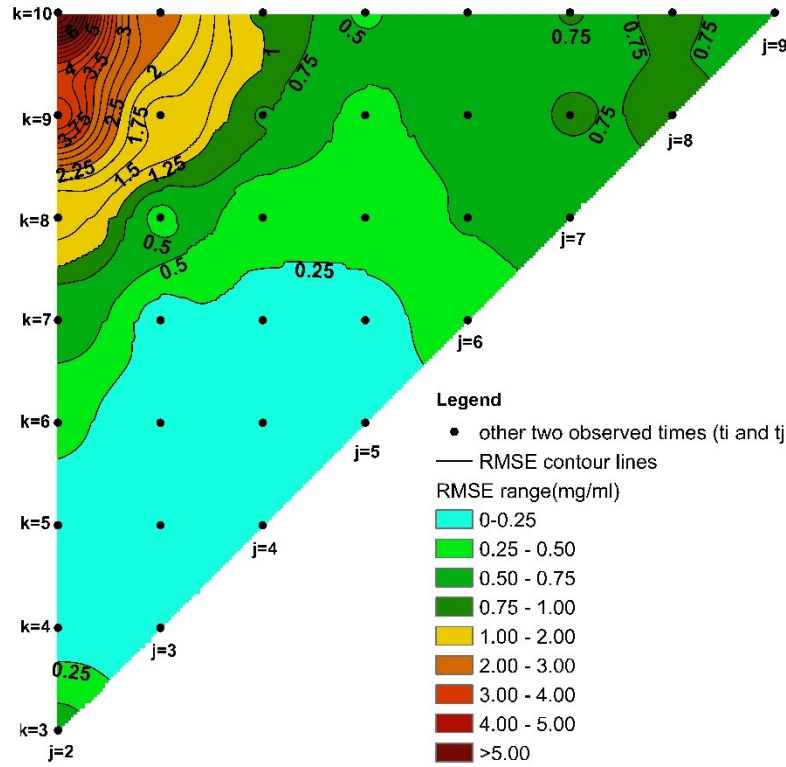 k=10
6
5
3
4
3.5
2
1
0.75
0.5
0.75
0.75
0.75
j=9
2.5
k=9
3.75
1.75
0.75
j=8
2.25
1.5
1.25
k=8
0.5
j=7
0.5
0.25
k=7
j=6
k=6
j=5
k=5
j=4
k=4
j=3
0.25
k=3
j=2
Legend
other two observed times (ti and tj
RMSE contour lines
RMSE range(mg/ml)
0-0.25
0.25 - 0.50
0.50 - 0.75
0.75 - 1.00
1.00 - 2.00
2.00 - 3.00
3.00 - 4.00
4.00 - 5.00
>5.00